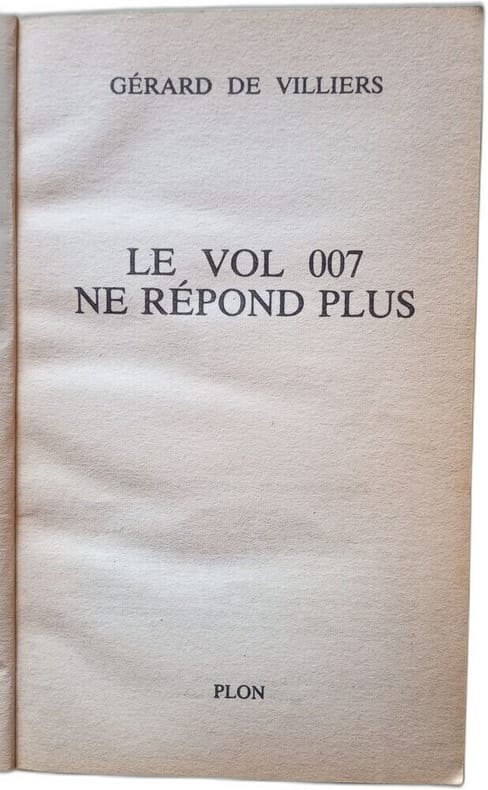 GÉRARD DE VILLIERS
LE VOL 007
NE RÉPOND PLUS
PLON